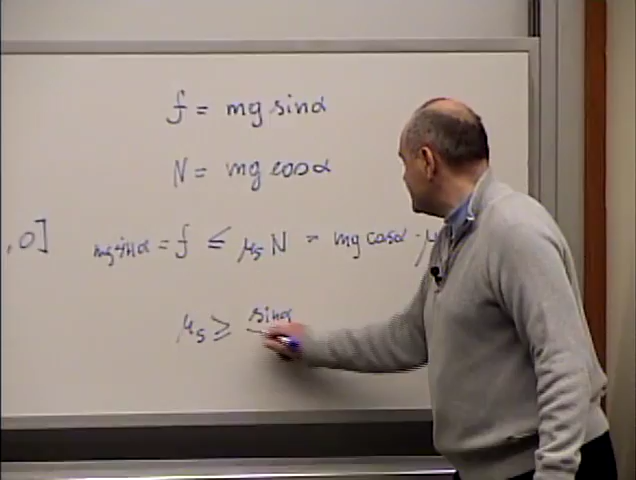 f = mg sinα
N = mg cosα
,0] mg sinα = f ≤ μs N = mg cosα · μ
μs ≥ sinα